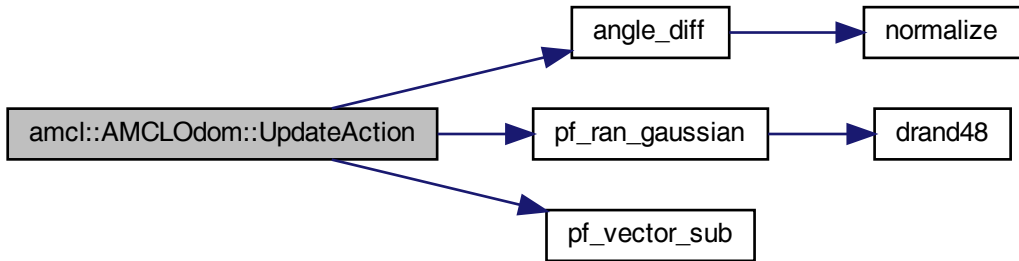 angle_diff
normalize
amcl::AMCLOdom::UpdateAction
pf_ran_gaussian
drand48
pf_vector_sub